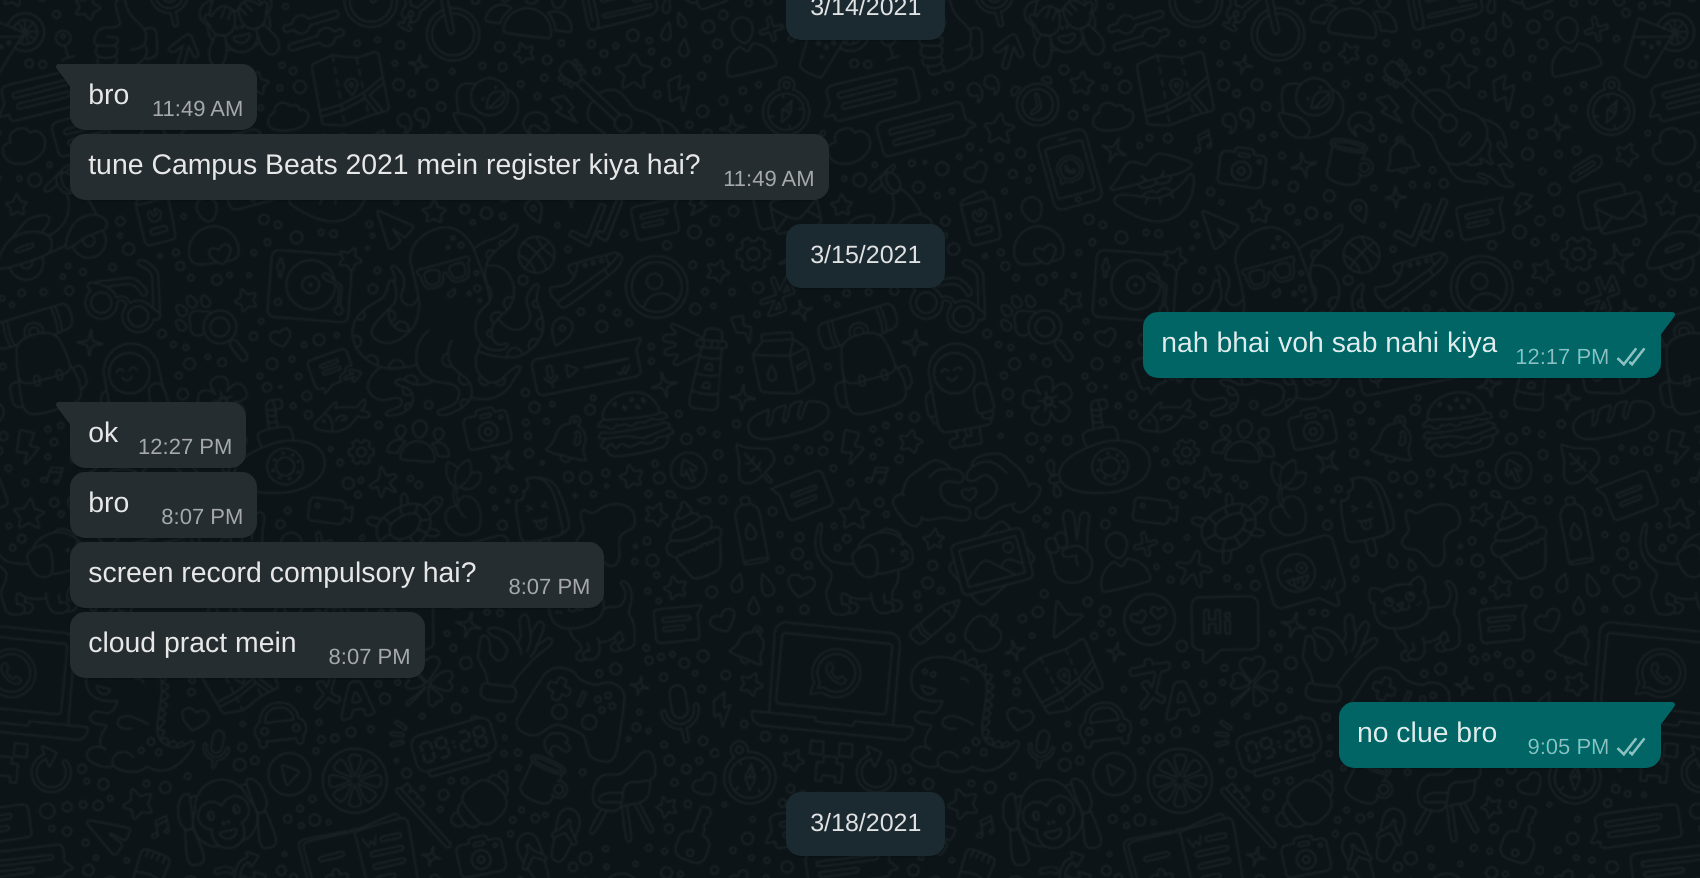 3/14/2021
bro
11:49 AM
tune Campus Beats 2021 mein register kiya hai?
11:49 AM
3/15/2021
nah bhai voh sab nahi kiya
12:17 PM
ok
12:27 PM
bro
8:07 PM
screen record compulsory hai?
8:07 PM
cloud pract mein
8:07 PM
no clue bro
9:05 PM
3/18/2021